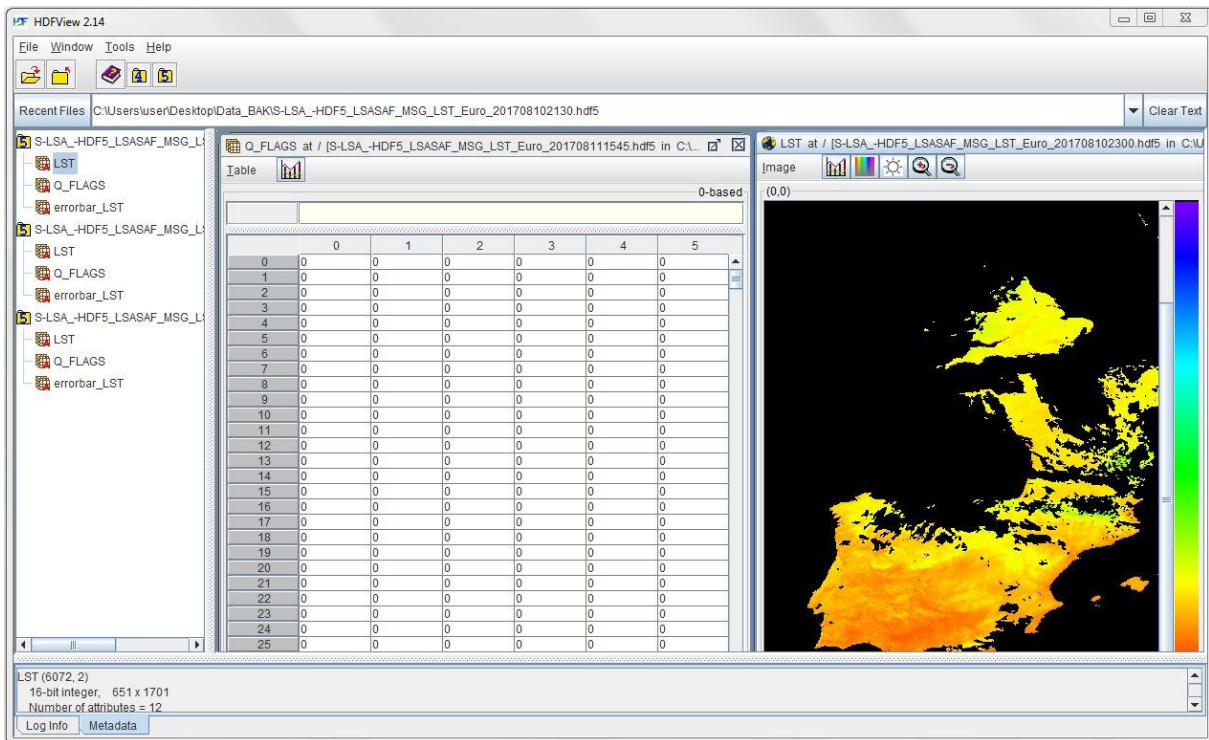 HDFView 2.14
File Window Tools Help
Recent Files C:\Users\user\Desktop\Data_BAK\S-LSA_-HDF5_LSASAF_MSG_LST_Euro_201708102130.hdf5 Clear Text
S-LSA_-HDF5_LSASAF_MSG_L
LST
Q_FLAGS
errorbar_LST
S-LSA_-HDF5_LSASAF_MSG_L
LST
Q_FLAGS
errorbar_LST
S-LSA_-HDF5_LSASAF_MSG_L
LST
Q_FLAGS
errorbar_LST
Q_FLAGS at / [S-LSA_-HDF5_LSASAF_MSG_LST_Euro_201708111545.hdf5 in C:\...
Table
0-based
0 1 2 3 4 5
0 0 0 0 0 0 0
1 0 0 0 0 0 0
2 0 0 0 0 0 0
3 0 0 0 0 0 0
4 0 0 0 0 0 0
5 0 0 0 0 0 0
6 0 0 0 0 0 0
7 0 0 0 0 0 0
8 0 0 0 0 0 0
9 0 0 0 0 0 0
10 0 0 0 0 0 0
11 0 0 0 0 0 0
12 0 0 0 0 0 0
13 0 0 0 0 0 0
14 0 0 0 0 0 0
15 0 0 0 0 0 0
16 0 0 0 0 0 0
17 0 0 0 0 0 0
18 0 0 0 0 0 0
19 0 0 0 0 0 0
20 0 0 0 0 0 0
21 0 0 0 0 0 0
22 0 0 0 0 0 0
23 0 0 0 0 0 0
24 0 0 0 0 0 0
25 0 0 0 0 0 0
LST at / [S-LSA_-HDF5_LSASAF_MSG_LST_Euro_201708102300.hdf5 in C:\U
Image
(0,0)
LST (6072, 2)
16-bit integer, 651 x 1701
Number of attributes = 12
Log Info Metadata